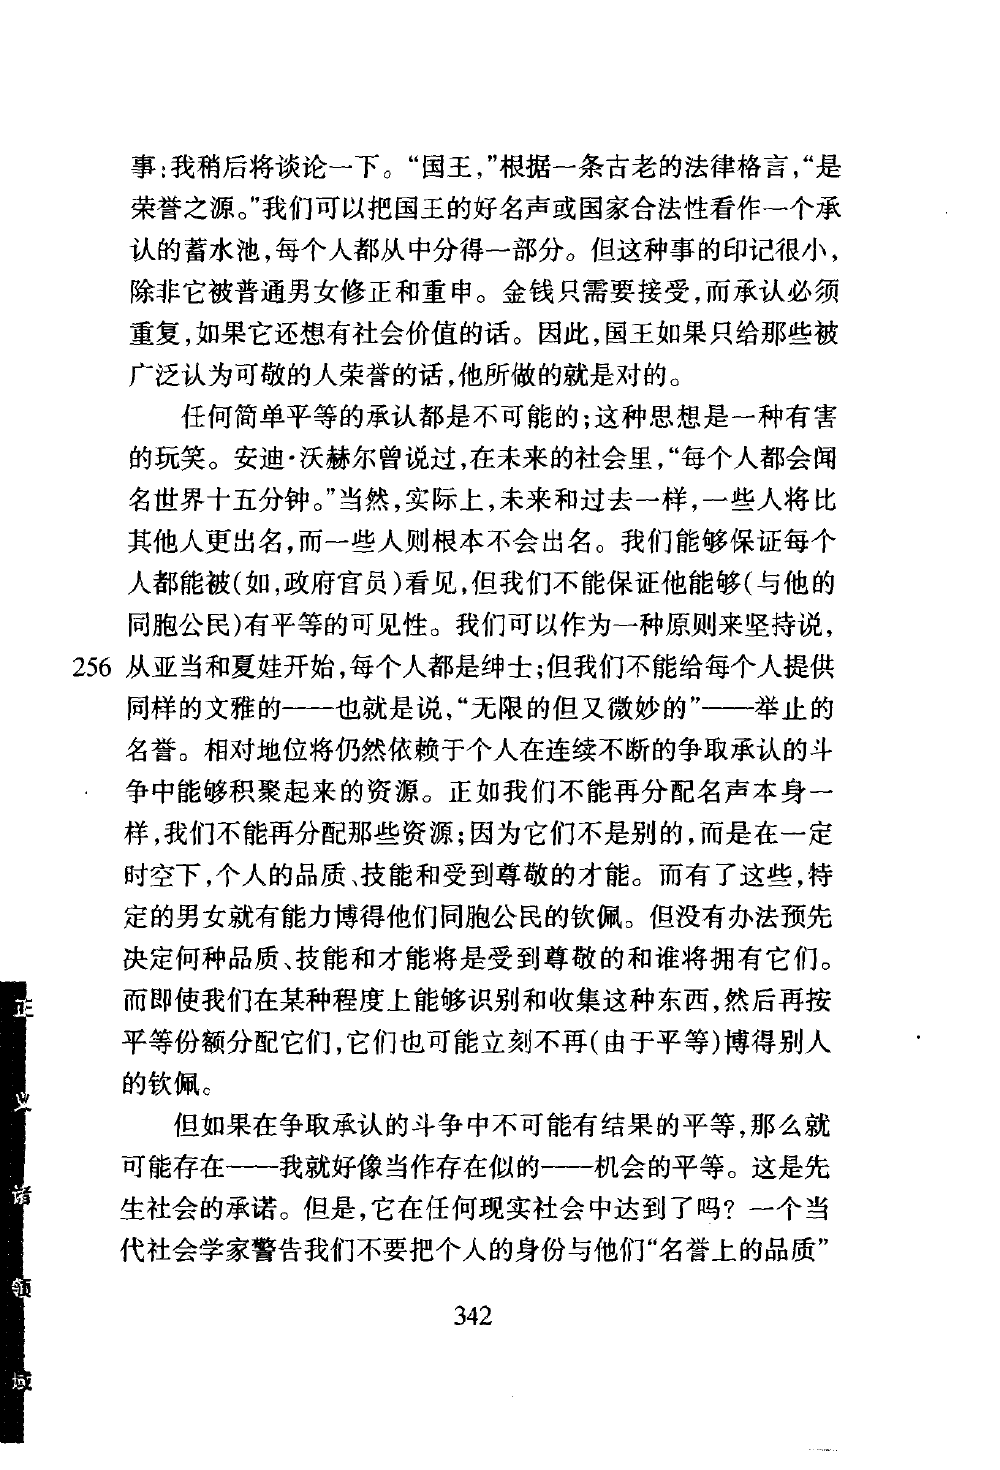 事;我稍后将谈论一下。“国王,”根据一条古老的法律格言,“是
荣誉之源。”我们可以把国王的好名声或国家合法性看作一个承
认的蓄水池,每个人都从中分得一部分。但这种事的印记很小,
除非它被普通男女修正和重申。金钱只需要接受,而承认必须
重复,如果它还想有社会价值的话。因此,国王如果只给那些被
广泛认为可敬的人荣誉的话,他所做的就是对的。
任何简单平等的承认都是不可能的;这种思想是一种有害
的玩笑。安迪·沃赫尔曾说过,在未来的社会里,“每个人都会闻
名世界十五分钟。”当然,实际上,未来和过去一样,一些人将比
其他人更出名,而一些人则根本不会出名。我们能够保证每个
人都能被(如,政府官员)看见,但我们不能保证他能够(与他的
同胞公民)有平等的可见性。我们可以作为一种原则来坚持说,
256 从亚当和夏娃开始,每个人都是绅士;但我们不能给每个人提供
同样的文雅的——也就是说,“无限的但又微妙的”——举止的
名誉。相对地位将仍然依赖于个人在连续不断的争取承认的斗
争中能够积聚起来的资源。正如我们不能再分配名声本身一
样,我们不能再分配那些资源;因为它们不是别的,而是在一定
时空下,个人的品质、技能和受到尊敬的才能。而有了这些,特
定的男女就有能力博得他们同胞公民的钦佩。但没有办法预先
决定何种品质、技能和才能将是受到尊敬的和谁将拥有它们。
而即使我们在某种程度上能够识别和收集这种东西,然后再按
平等份额分配它们,它们也可能立刻不再(由于平等)博得别人
的钦佩。
但如果在争取承认的斗争中不可能有结果的平等,那么就
可能存在——我就好像当作存在似的——机会的平等。这是先
生社会的承诺。但是,它在任何现实社会中达到了吗?一个当
代社会学家警告我们不要把个人的身份与他们“名誉上的品质”
342
正义诸领域